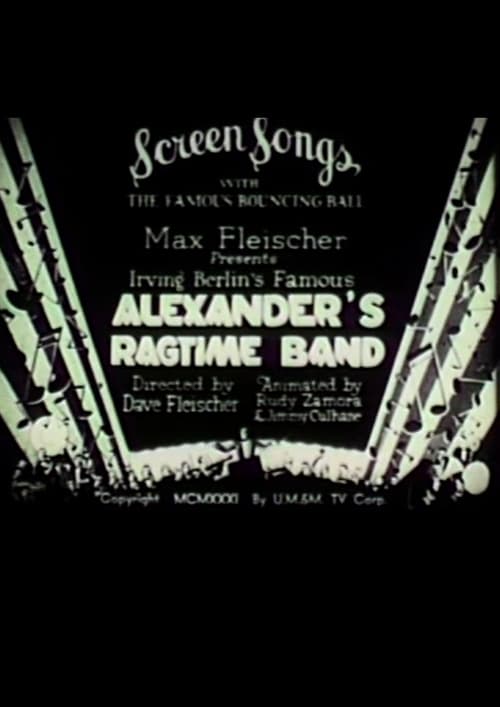 Screen Songs
WITH
THE FAMOUS BOUNCING BALL
Max Fleischer
Presents
Irving Berlin's Famous
ALEXANDER'S
RAGTIME BAND
Directed by
Dave Fleischer
Animated by
Rudy Zamora
& Jimmy Culhane
Copyright MCMXXXI By U.M.&M. TV Corp.